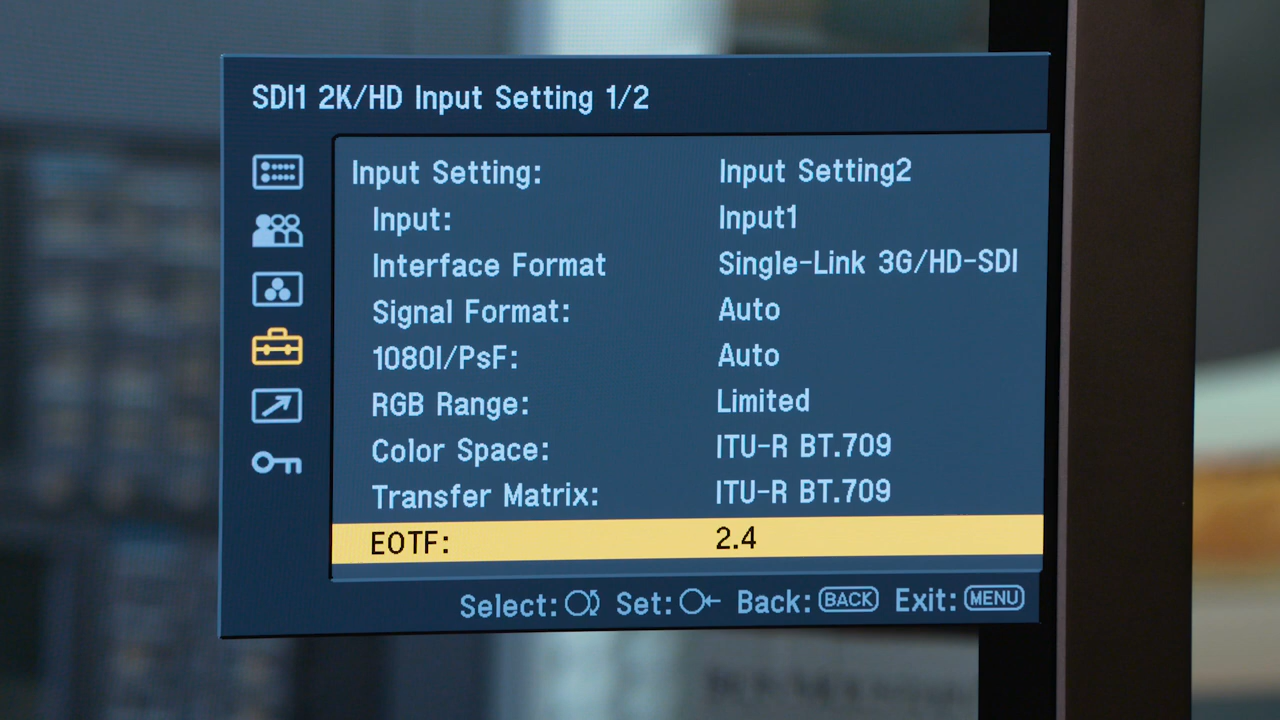 SDI1 2K/HD Input Setting 1/2
Input Setting: Input Setting2
Input: Input1
Interface Format Single-Link 3G/HD-SDI
Signal Format: Auto
1080I/PsF: Auto
RGB Range: Limited
Color Space: ITU-R BT.709
Transfer Matrix: ITU-R BT.709
EOTF: 2.4
Select: Set: Back: BACK Exit: MENU